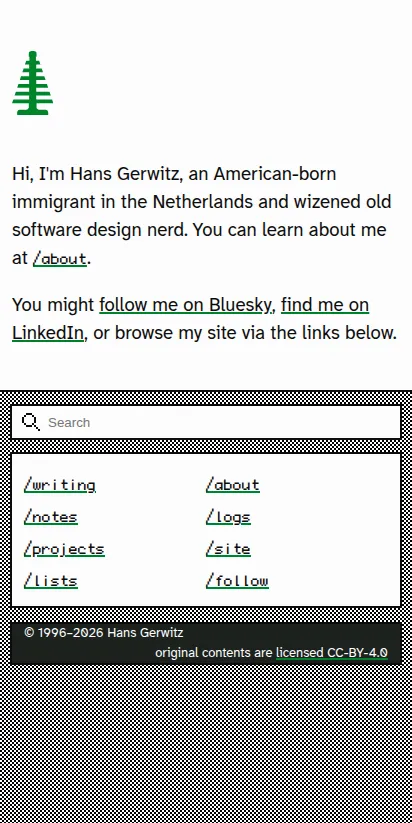 Hi, I'm Hans Gerwitz, an American-born
immigrant in the Netherlands and wizened old
software design nerd. You can learn about me
at /about.
You might follow me on Bluesky, find me on
LinkedIn, or browse my site via the links below.
Search
/writing
/about
/notes
/logs
/projects
/site
/lists
/follow
© 1996–2026 Hans Gerwitz
original contents are licensed CC-BY-4.0